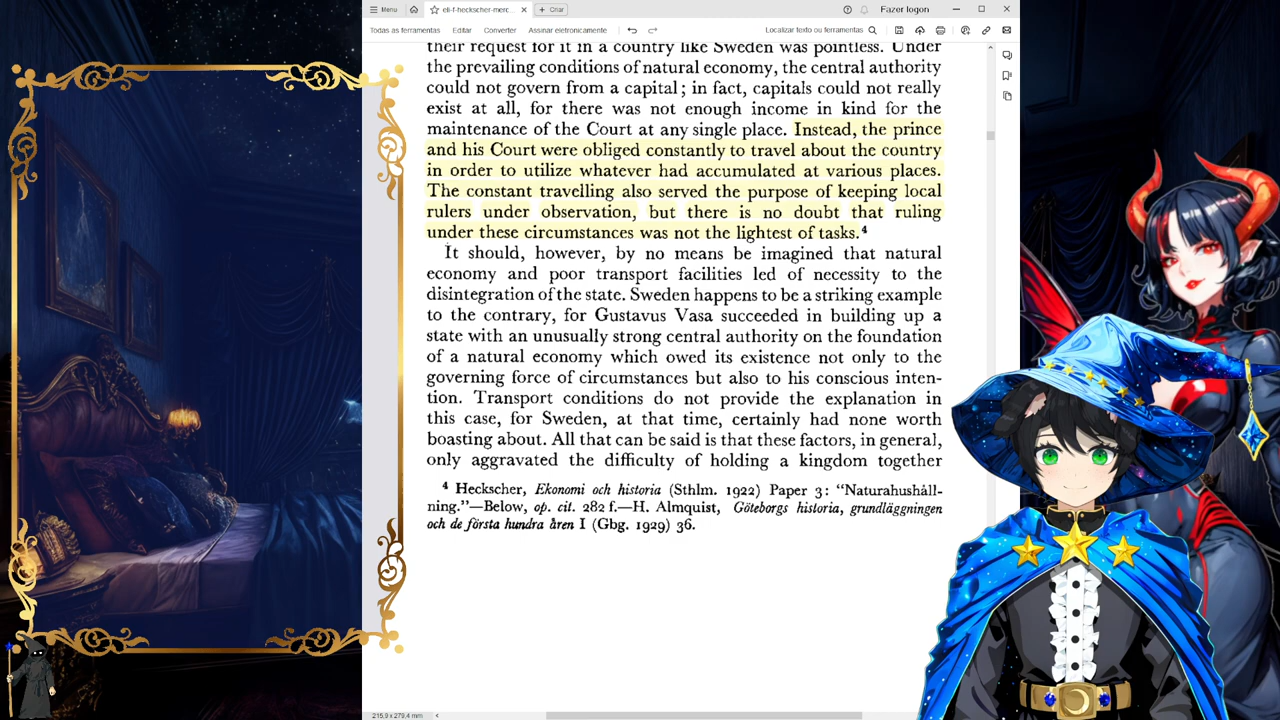 Menu
eli-f-heckscher-merc...
+ Criar
Fazer logon
Todas as ferramentas
Editar
Converter
Assinar eletronicamente
Localizar texto ou ferramentas
their request for it in a country like Sweden was pointless. Under
the prevailing conditions of natural economy, the central authority
could not govern from a capital; in fact, capitals could not really
exist at all, for there was not enough income in kind for the
maintenance of the Court at any single place. Instead, the prince
and his Court were obliged constantly to travel about the country
in order to utilize whatever had accumulated at various places.
The constant travelling also served the purpose of keeping local
rulers under observation, but there is no doubt that ruling
under these circumstances was not the lightest of tasks.⁴
It should, however, by no means be imagined that natural
economy and poor transport facilities led of necessity to the
disintegration of the state. Sweden happens to be a striking example
to the contrary, for Gustavus Vasa succeeded in building up a
state with an unusually strong central authority on the foundation
of a natural economy which owed its existence not only to the
governing force of circumstances but also to his conscious inten-
tion. Transport conditions do not provide the explanation in
this case, for Sweden, at that time, certainly had none worth
boasting about. All that can be said is that these factors, in general,
only aggravated the difficulty of holding a kingdom together
⁴ Heckscher, Ekonomi och historia (Sthlm. 1922) Paper 3: “Naturahushåll-
ning.”—Below, op. cit. 282 f.—H. Almquist, Göteborgs historia, grundläggningen
och de första hundra åren I (Gbg. 1929) 36.
215,9 x 279,4 mm